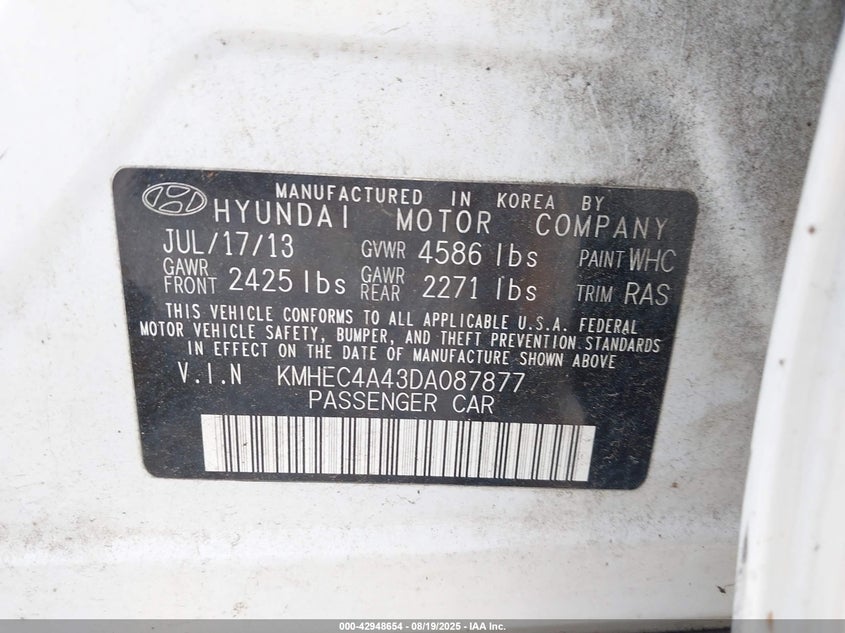 MANUFACTURED IN KOREA BY
HYUNDAI MOTOR COMPANY
JUL/17/13 GVWR 4586 lbs PAINT WHC
GAWR FRONT 2425 lbs GAWR REAR 2271 lbs TRIM RAS
THIS VEHICLE CONFORMS TO ALL APPLICABLE U.S.A. FEDERAL
MOTOR VEHICLE SAFETY, BUMPER, AND THEFT PREVENTION STANDARDS
IN EFFECT ON THE DATE OF MANUFACTURE SHOWN ABOVE
V.I.N KMHEC4A43DA087877
PASSENGER CAR
000-42948654 - 08/19/2025 - IAA Inc.